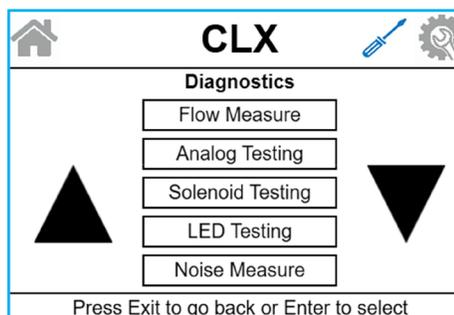 CLX
Diagnostics
Flow Measure
Analog Testing
Solenoid Testing
LED Testing
Noise Measure
Press Exit to go back or Enter to select